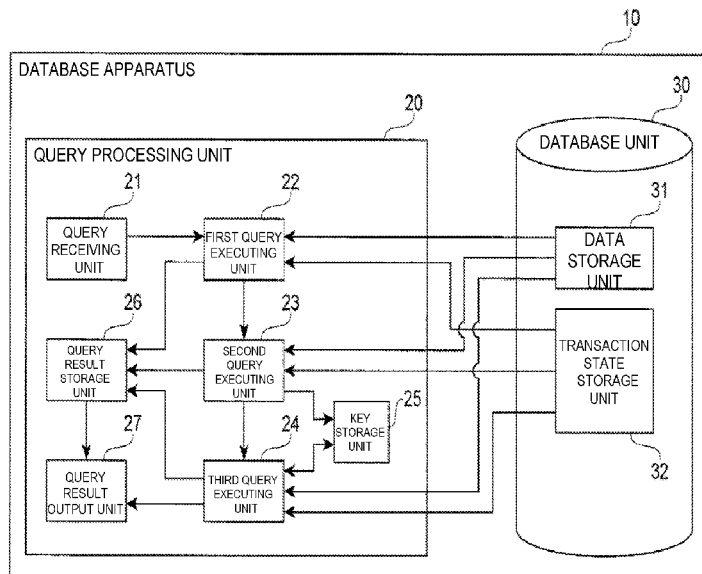 10
DATABASE APPARATUS
20
30
QUERY PROCESSING UNIT
DATABASE UNIT
21
22
31
QUERY
RECEIVING
UNIT
FIRST QUERY
EXECUTING
UNIT
DATA
STORAGE
UNIT
26
23
QUERY
RESULT
STORAGE
UNIT
SECOND
QUERY
EXECUTING
UNIT
TRANSACTION
STATE
STORAGE
UNIT
25
KEY
STORAGE
UNIT
27
24
32
QUERY
RESULT
OUTPUT UNIT
THIRD QUERY
EXECUTING
UNIT